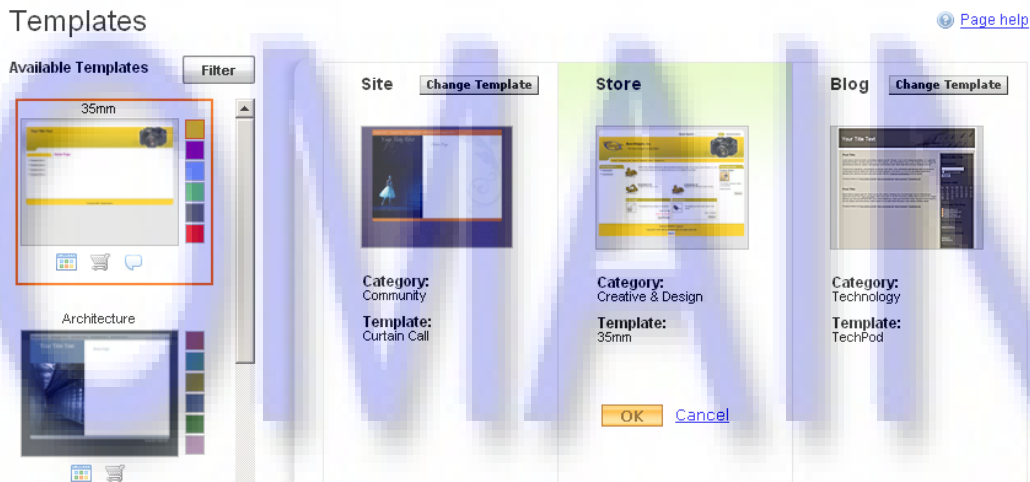 Templates
Page help
Available Templates
Filter
35mm
Architecture
Site
Change Template
Category:
Community
Template:
Curtain Call
Store
Category:
Creative & Design
Template:
35mm
OK
Cancel
Blog
Change Template
Category:
Technology
Template:
TechPod